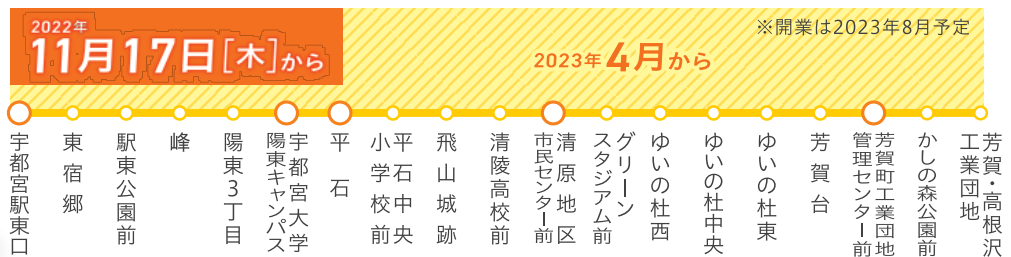 2022年
11月17日[木]から
2023年4月から
※開業は2023年8月予定
宇都宮駅東口
東宿郷
駅東公園前
峰
陽東3丁目
宇都宮大学
陽東キャンパス
平石
平石中央
小学校前
飛山城跡
清陵高校前
清原地区
市民センター前
グリーン
スタジアム前
ゆいの杜西
ゆいの杜中央
ゆいの杜東
芳賀台
芳賀町工業団地
管理センター前
かしの森公園前
芳賀・高根沢
工業団地